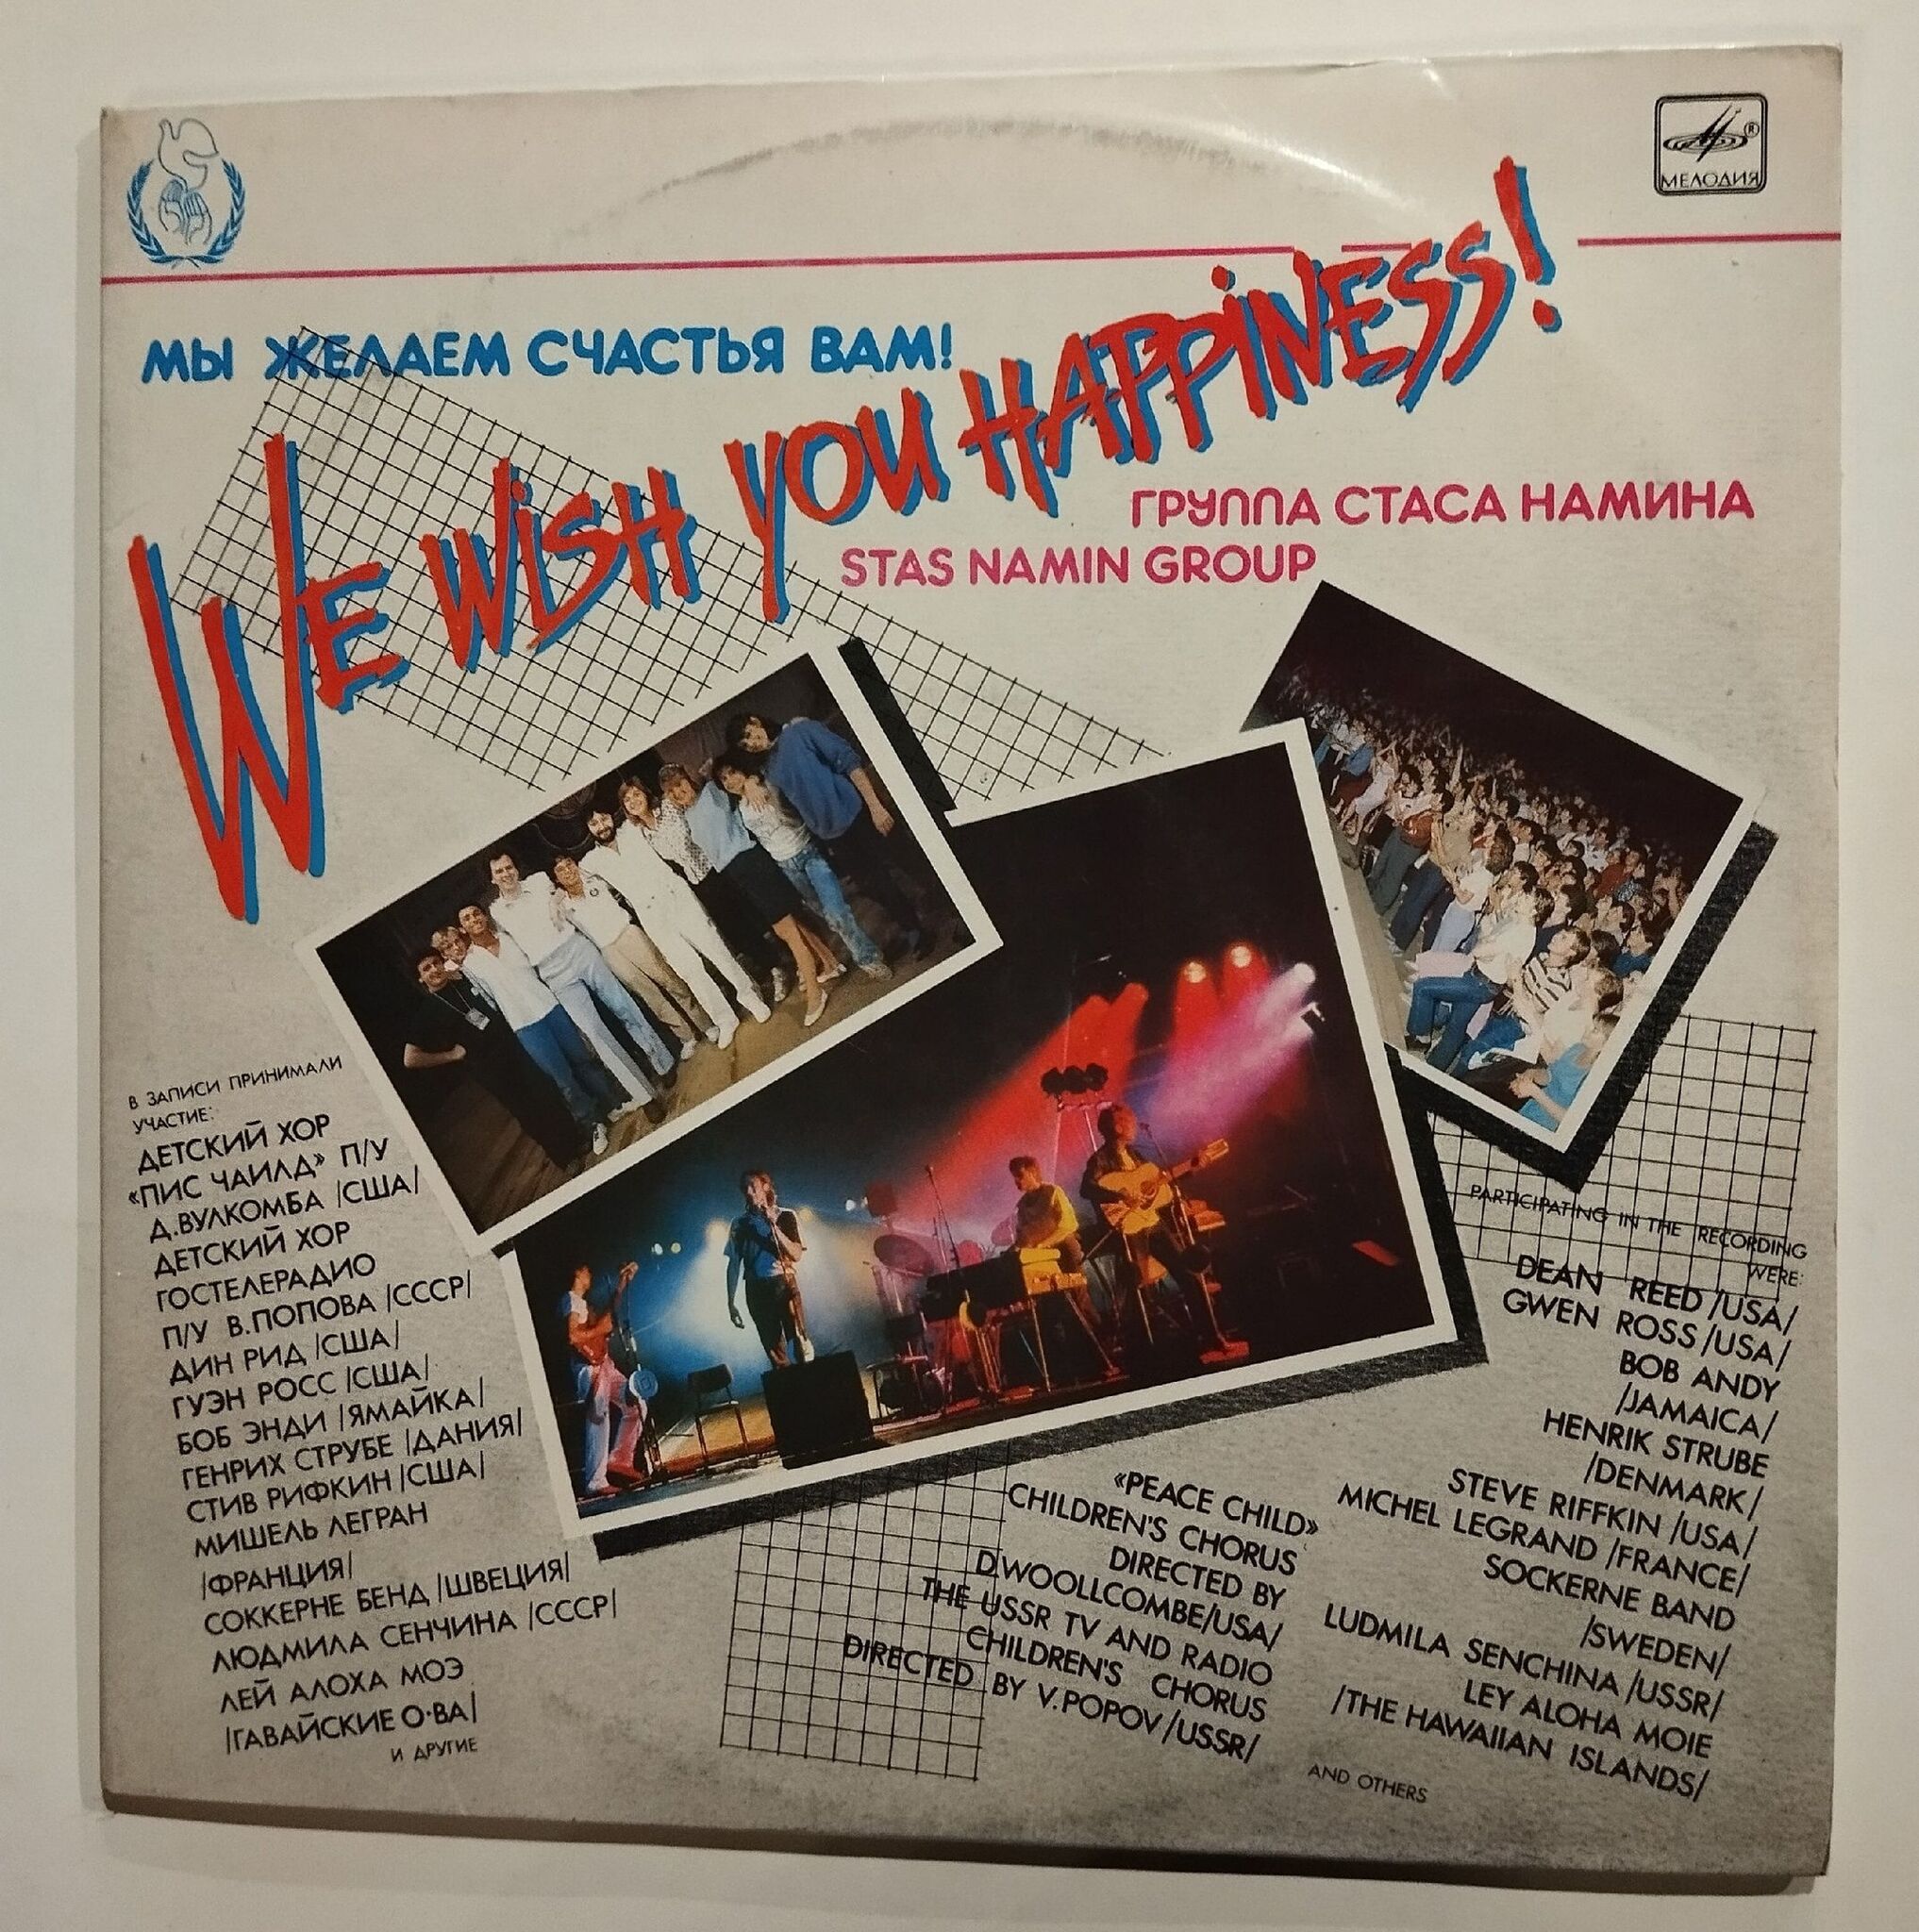 МЕЛОДИЯ
МЫ ЖЕЛАЕМ СЧАСТЬЯ ВАМ!
WE WiSH YOU HAPPiNESS!
ГРУППА СТАСА НАМИНА
STAS NAMIN GROUP
В ЗАПИСИ ПРИНИМАЛИ
УЧАСТИЕ:
ДЕТСКИЙ ХОР
«ПИС ЧАИЛД» П/У
Д.ВУЛКОМБА /США/
ДЕТСКИЙ ХОР
ГОСТЕЛЕРАДИО
П/У В.ПОПОВА /СССР/
ДИН РИД /США/
ГУЭН РОСС /США/
БОБ ЭНДИ /ЯМАЙКА/
ГЕНРИХ СТРУБЕ /ДАНИЯ/
СТИВ РИФКИН /США/
МИШЕЛЬ ЛЕГРАН
/ФРАНЦИЯ/
СОККЕРНЕ БЕНД /ШВЕЦИЯ/
ЛЮДМИЛА СЕНЧИНА /СССР/
ЛЕЙ АЛОХА МОЭ
/ГАВАЙСКИЕ О-ВА/
И ДРУГИЕ
«PEACE CHILD»
CHILDREN'S CHORUS
DIRECTED BY
D.WOOLLCOMBE/USA/
THE USSR TV AND RADIO
CHILDREN'S CHORUS
DIRECTED BY V.POPOV/USSR/
PARTICIPATING IN THE RECORDING
WERE:
DEAN REED /USA/
GWEN ROSS /USA/
BOB ANDY
/JAMAICA/
HENRIK STRUBE
/DENMARK/
STEVE RIFFKIN /USA/
MICHEL LEGRAND /FRANCE/
SOCKERNE BAND
/SWEDEN/
LUDMILA SENCHINA /USSR/
LEY ALOHA MOIE
/THE HAWAIIAN ISLANDS/
AND OTHERS